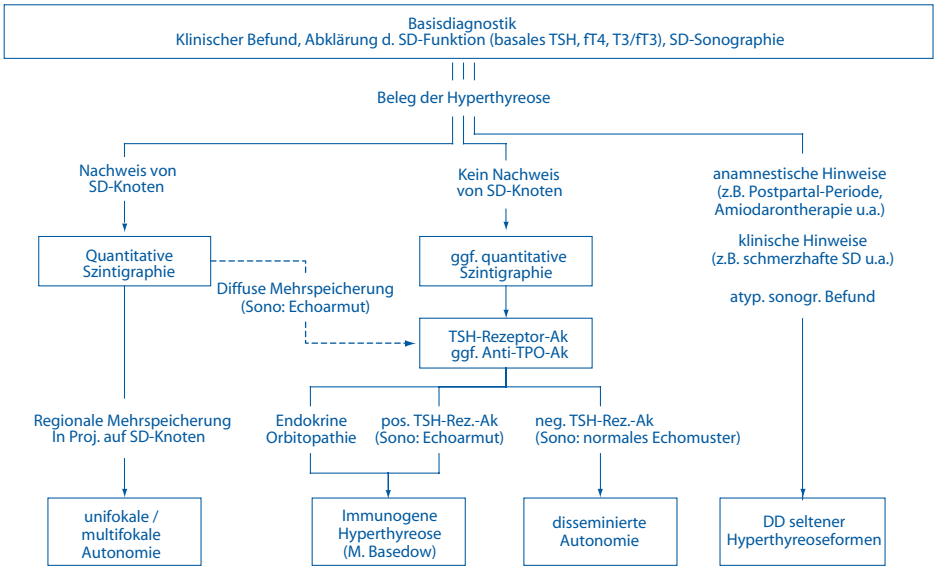 Basisdiagnostik
Klinischer Befund, Abklärung d. SD-Funktion (basales TSH, fT4, T3/fT3), SD-Sonographie
Beleg der Hyperthyreose
Nachweis von
SD-Knoten
Kein Nachweis
von SD-Knoten
anamnestische Hinweise
(z.B. Postpartal-Periode,
Amiodarontherapie u.a.)
klinische Hinweise
(z.B. schmerzhafte SD u.a.)
atyp. sonogr. Befund
Quantitative
Szintigraphie
ggf. quantitative
Szintigraphie
Diffuse Mehrspeicherung
(Sono: Echoarmut)
TSH-Rezeptor-Ak
ggf. Anti-TPO-Ak
Regionale Mehrspeicherung
In Proj. auf SD-Knoten
Endokrine
Orbitopathie
pos. TSH-Rez.-Ak
(Sono: Echoarmut)
neg. TSH-Rez.-Ak
(Sono: normales Echomuster)
unifokale /
multifokale
Autonomie
Immunogene
Hyperthyreose
(M. Basedow)
disseminierte
Autonomie
DD seltener
Hyperthyreoseformen